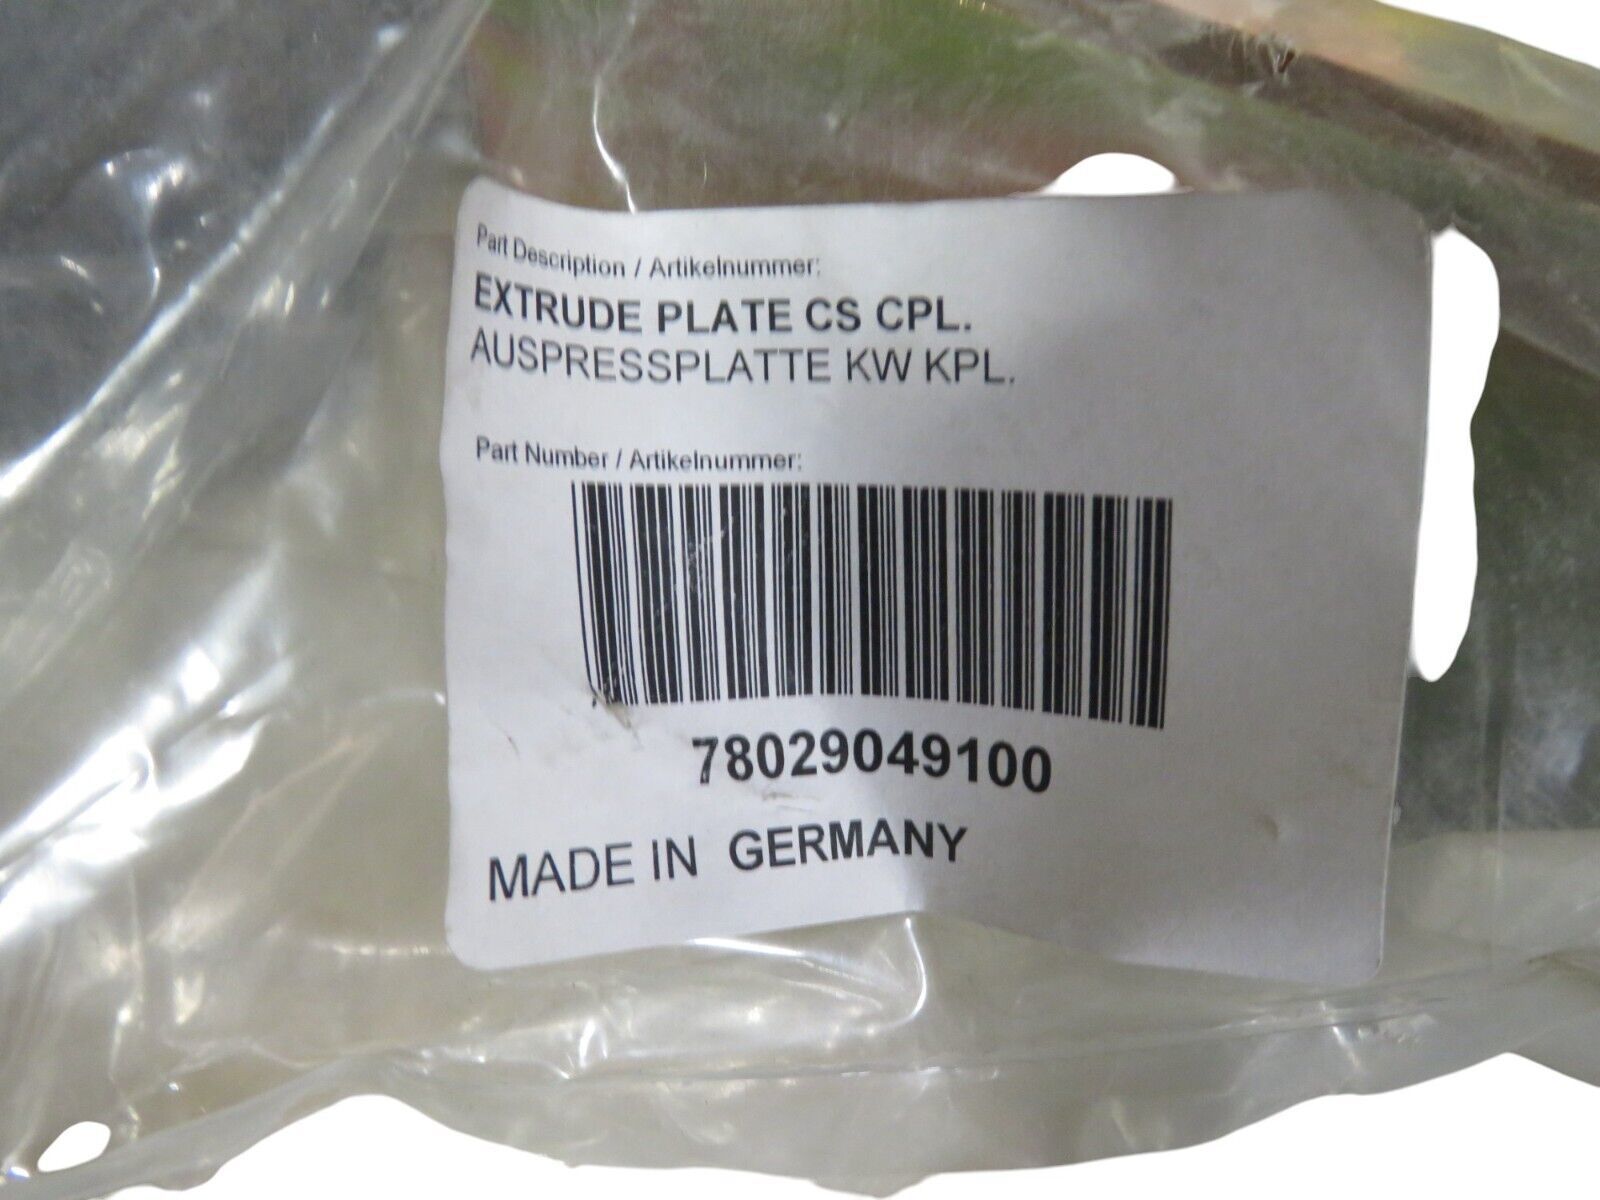 Part Description / Artikelnummer:
EXTRUDE PLATE CS CPL.
AUSPRESSPLATTE KW KPL.
Part Number / Artikelnummer:
78029049100
MADE IN GERMANY